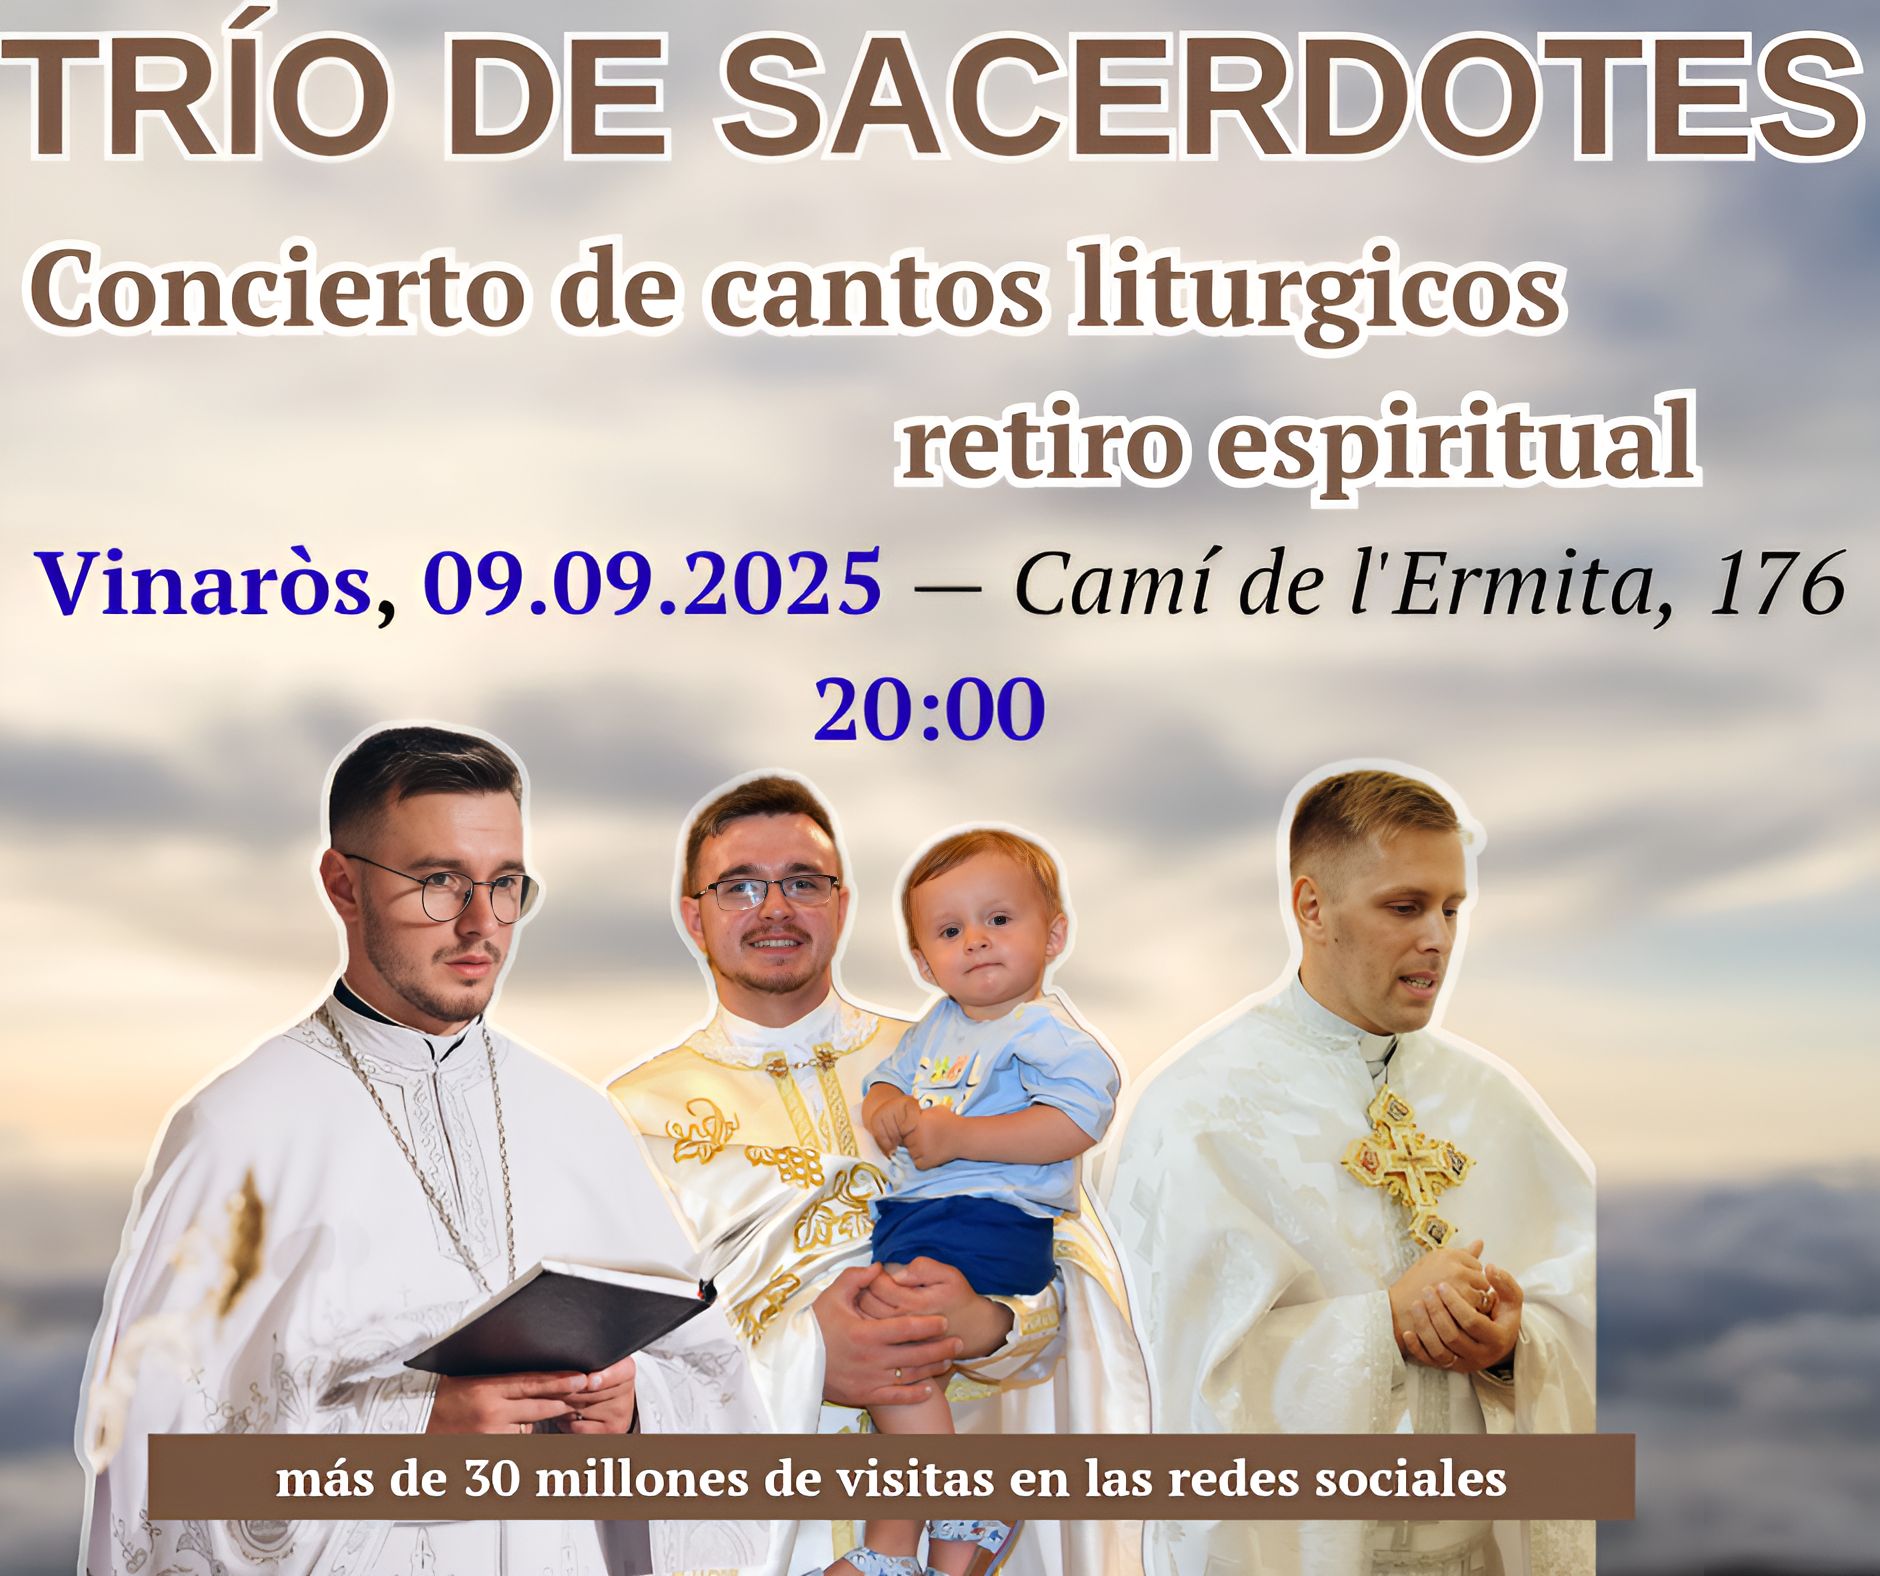 TRÍO DE SACERDOTES
Concierto de cantos liturgicos
retiro espiritual
Vinaròs, 09.09.2025 — Camí de l'Ermita, 176
20:00
más de 30 millones de visitas en las redes sociales